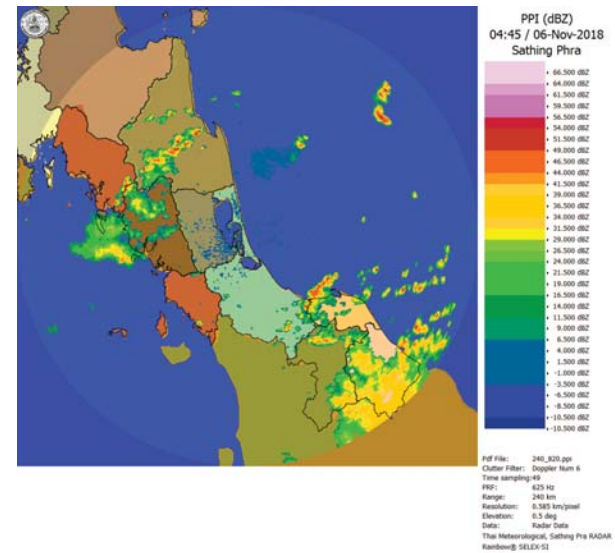 PPI (dBZ)
04:45 / 06-Nov-2018
Sathing Phra
66.500 dBZ
64.000 dBZ
61.500 dBZ
59.500 dBZ
56.500 dBZ
54.000 dBZ
51.500 dBZ
49.000 dBZ
46.500 dBZ
44.000 dBZ
41.500 dBZ
39.000 dBZ
36.500 dBZ
34.000 dBZ
31.500 dBZ
29.000 dBZ
26.500 dBZ
24.000 dBZ
21.500 dBZ
19.000 dBZ
16.500 dBZ
14.000 dBZ
11.500 dBZ
9.000 dBZ
6.500 dBZ
4.000 dBZ
1.500 dBZ
-1.000 dBZ
-3.500 dBZ
-6.500 dBZ
-8.500 dBZ
-10.500 dBZ
-10.500 dBZ
Pdf File: 240_820.ppi
Clutter Filter: Doppler Num 6
Time sampling:49
PRF: 625 Hz
Range: 240 km
Resolution: 0.585 km/pixel
Elevation: 0.5 deg
Data: Radar Data
Thai Meteorological, Sathing Pra RADAR
Rainbow® SELEX-SI